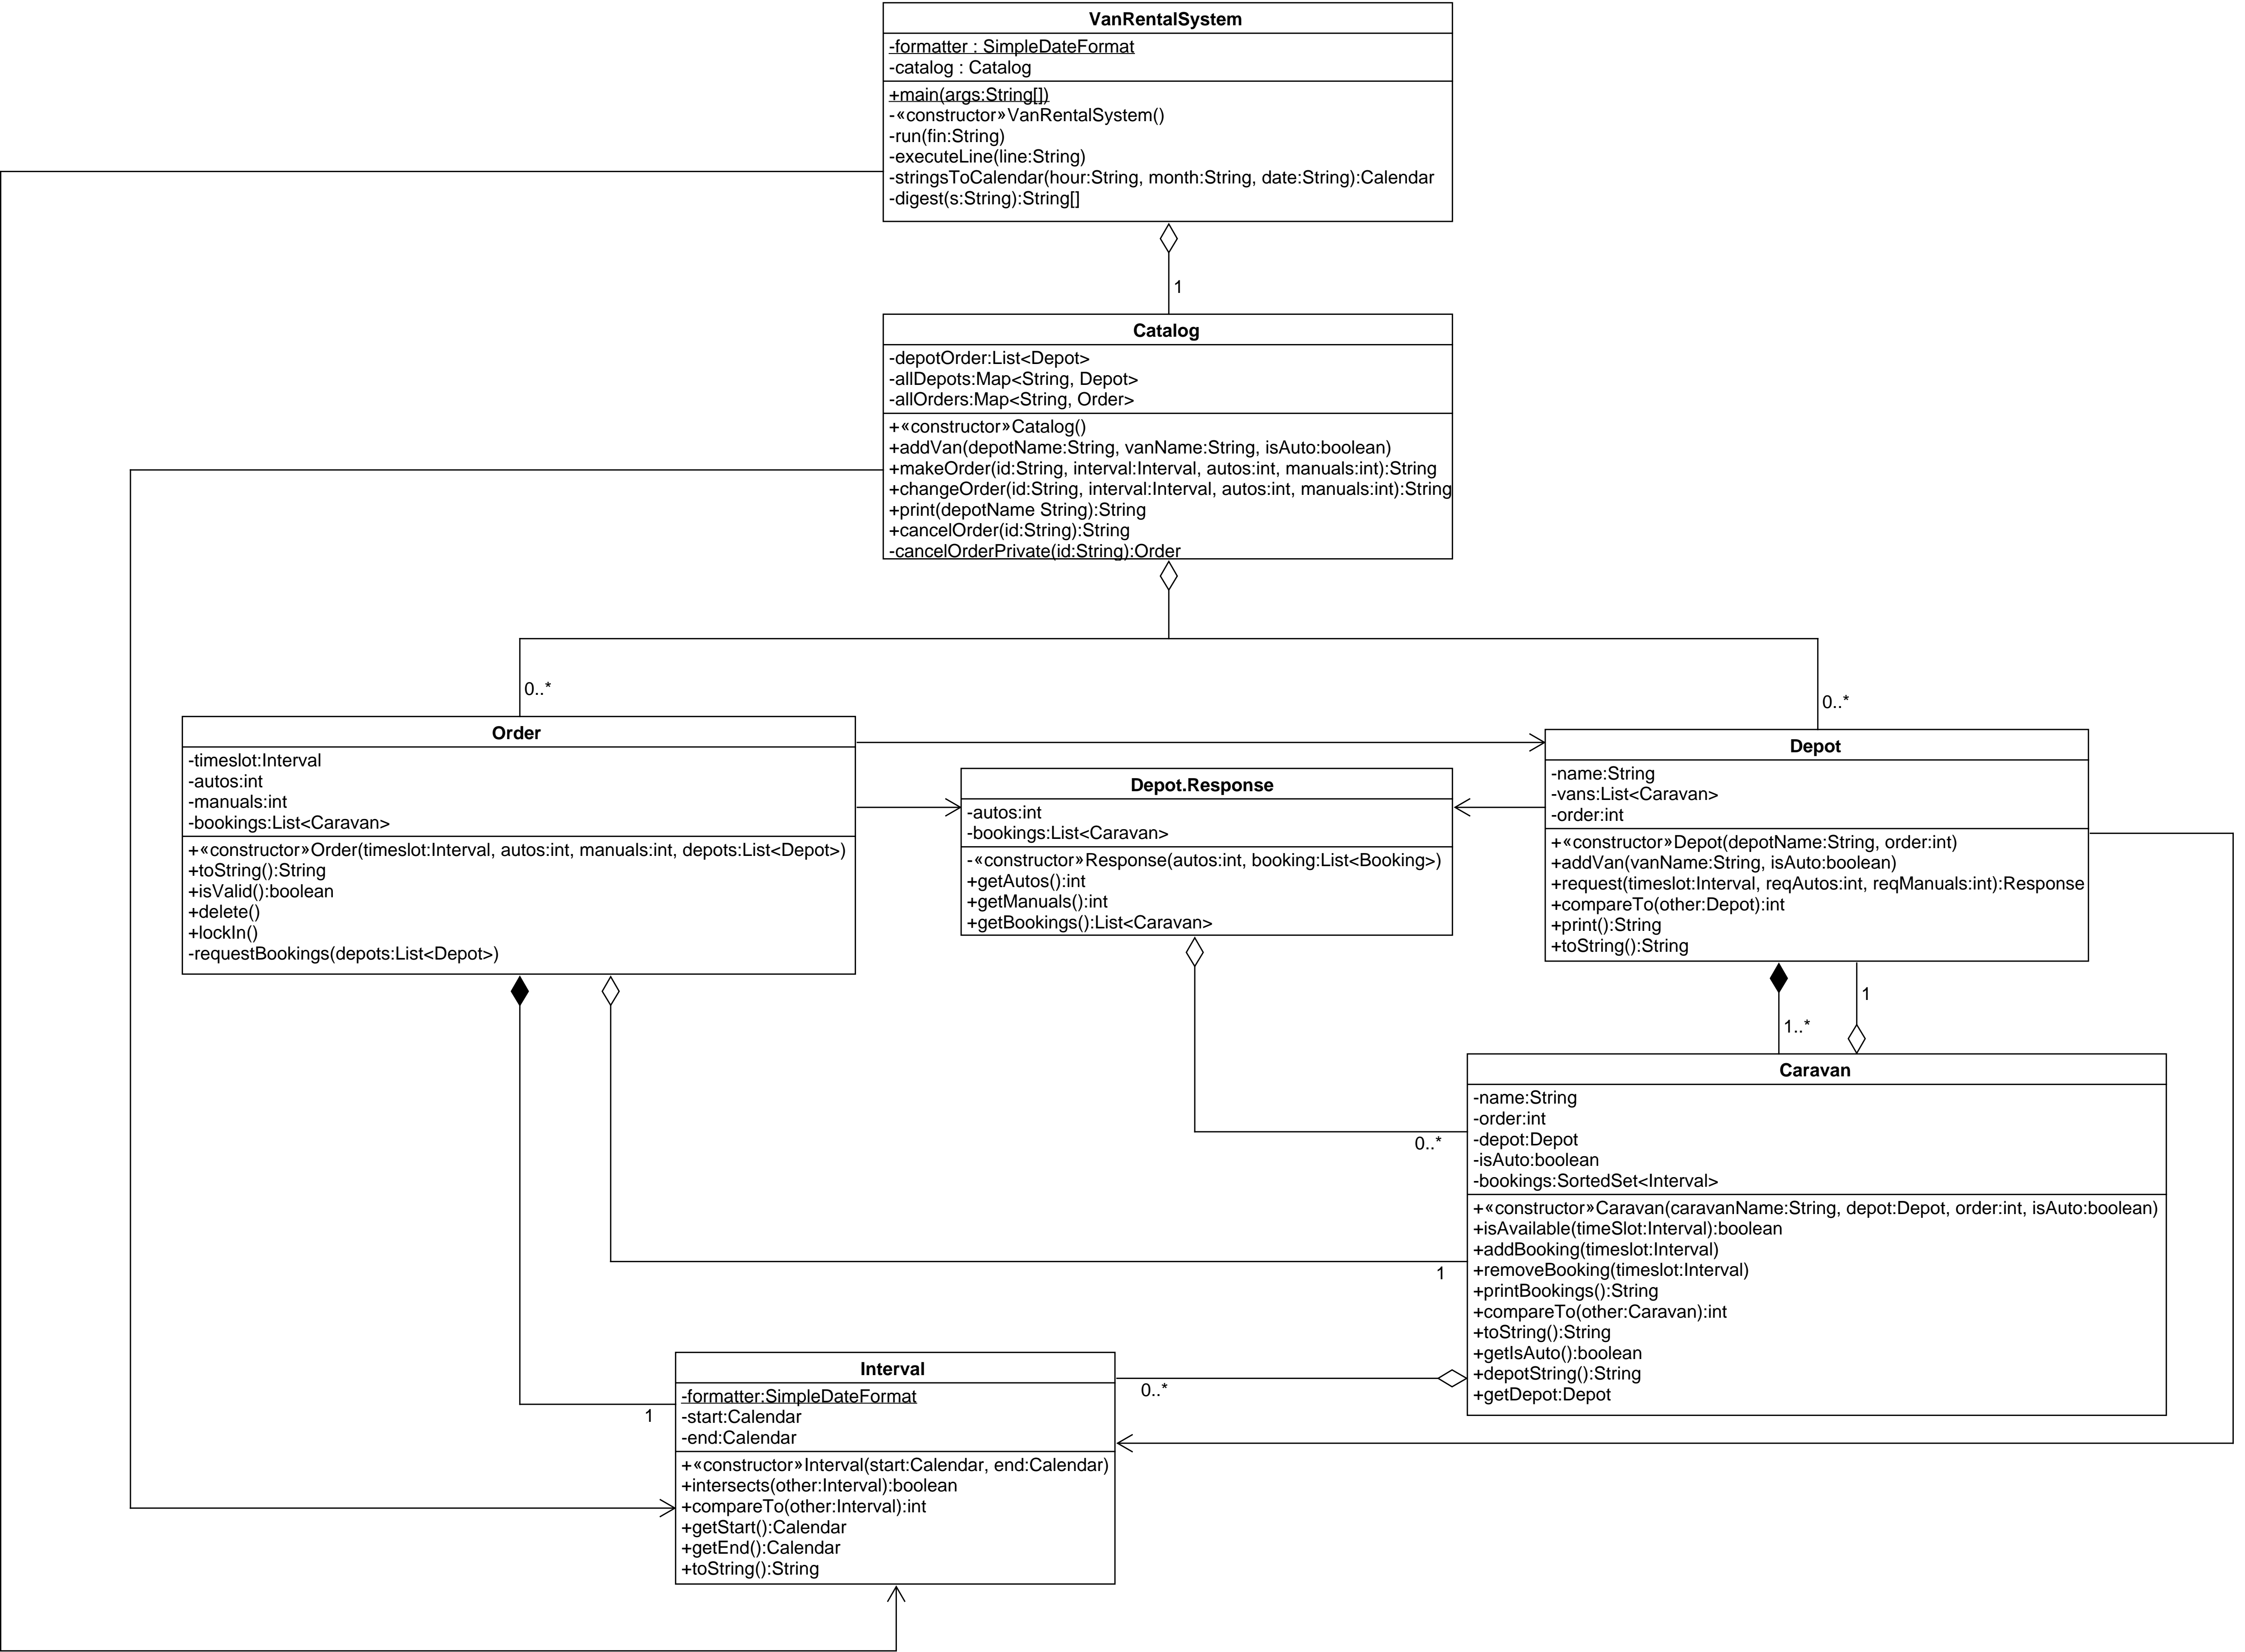 VanRentalSystem
-formatter : SimpleDateFormat
-catalog : Catalog
+main(args:String[])
-«constructor»VanRentalSystem()
-run(fin:String)
-executeLine(line:String)
-stringsToCalendar(hour:String, month:String, date:String):Calendar
-digest(s:String):String[]
1
Catalog
-depotOrder:List<Depot>
-allDepots:Map<String, Depot>
-allOrders:Map<String, Order>
+«constructor»Catalog()
+addVan(depotName:String, vanName:String, isAuto:boolean)
+makeOrder(id:String, interval:Interval, autos:int, manuals:int):String
+changeOrder(id:String, interval:Interval, autos:int, manuals:int):String
+print(depotName String):String
+cancelOrder(id:String):String
-cancelOrderPrivate(id:String):Order
0..*
0..*
Order
-timeslot:Interval
-autos:int
-manuals:int
-bookings:List<Caravan>
+«constructor»Order(timeslot:Interval, autos:int, manuals:int, depots:List<Depot>)
+toString():String
+isValid():boolean
+delete()
+lockIn()
-requestBookings(depots:List<Depot>)
Depot.Response
-autos:int
-bookings:List<Caravan>
-«constructor»Response(autos:int, booking:List<Booking>)
+getAutos():int
+getManuals():int
+getBookings():List<Caravan>
Depot
-name:String
-vans:List<Caravan>
-order:int
+«constructor»Depot(depotName:String, order:int)
+addVan(vanName:String, isAuto:boolean)
+request(timeslot:Interval, reqAutos:int, reqManuals:int):Response
+compareTo(other:Depot):int
+print():String
+toString():String
1
1..*
Caravan
-name:String
-order:int
-depot:Depot
-isAuto:boolean
-bookings:SortedSet<Interval>
+«constructor»Caravan(caravanName:String, depot:Depot, order:int, isAuto:boolean)
+isAvailable(timeSlot:Interval):boolean
+addBooking(timeslot:Interval)
+removeBooking(timeslot:Interval)
+printBookings():String
+compareTo(other:Caravan):int
+toString():String
+getIsAuto():boolean
+depotString():String
+getDepot:Depot
0..*
1
0..*
1
Interval
-formatter:SimpleDateFormat
-start:Calendar
-end:Calendar
+«constructor»Interval(start:Calendar, end:Calendar)
+intersects(other:Interval):boolean
+compareTo(other:Interval):int
+getStart():Calendar
+getEnd():Calendar
+toString():String